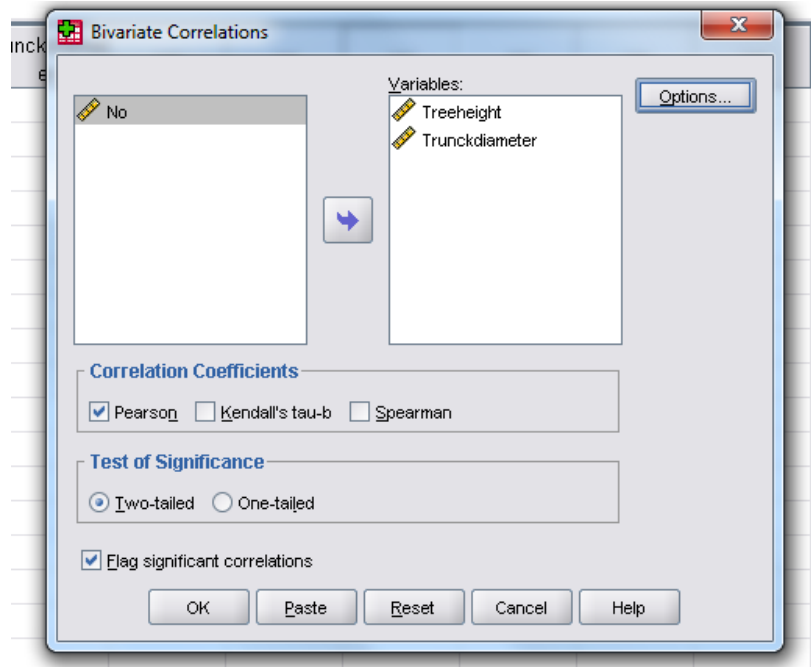 Bivariate Correlations
unck
e
Variables:
No
Treeheight
Trunckdiameter
Options...
Correlation Coefficients
Pearson Kendall's tau-b Spearman
Test of Significance
Two-tailed One-tailed
Flag significant correlations
OK Paste Reset Cancel Help